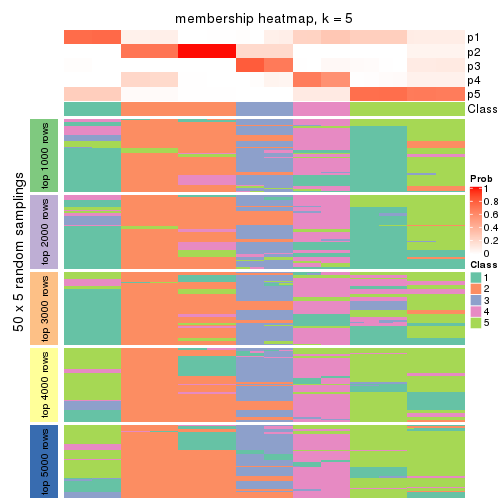 membership heatmap, k = 5
p1
p2
p3
p4
p5
Class
50 x 5 random samplings
top 1000 rows
top 2000 rows
top 3000 rows
top 4000 rows
top 5000 rows
Prob
1
0.8
0.6
0.4
0.2
0
Class
1
2
3
4
5